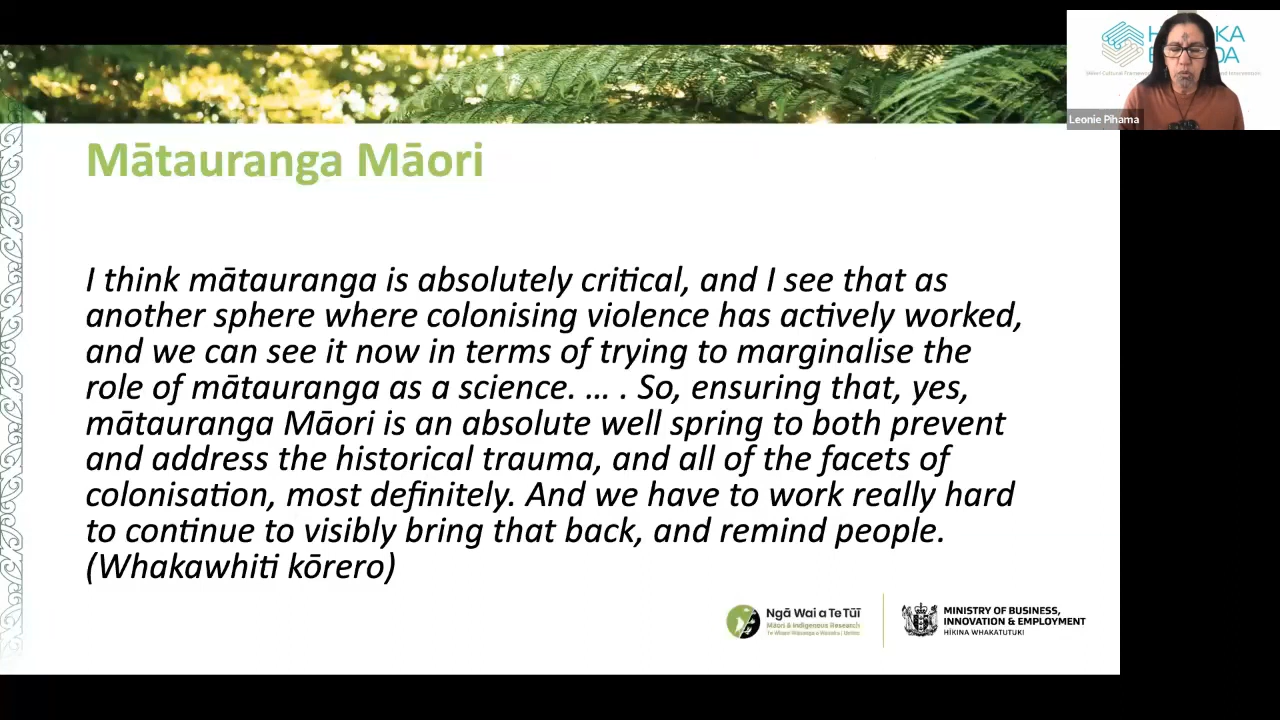 Leonie Pihama
Mātauranga Māori
I think mātauranga is absolutely critical, and I see that as
another sphere where colonising violence has actively worked,
and we can see it now in terms of trying to marginalise the
role of mātauranga as a science. ... . So, ensuring that, yes,
mātauranga Māori is an absolute well spring to both prevent
and address the historical trauma, and all of the facets of
colonisation, most definitely. And we have to work really hard
to continue to visibly bring that back, and remind people.
(Whakawhiti kōrero)
Ngā Wai a Te Tūī
Māori & Indigenous Research
MINISTRY OF BUSINESS,
INNOVATION & EMPLOYMENT
HĪKINA WHAKATUTUKI